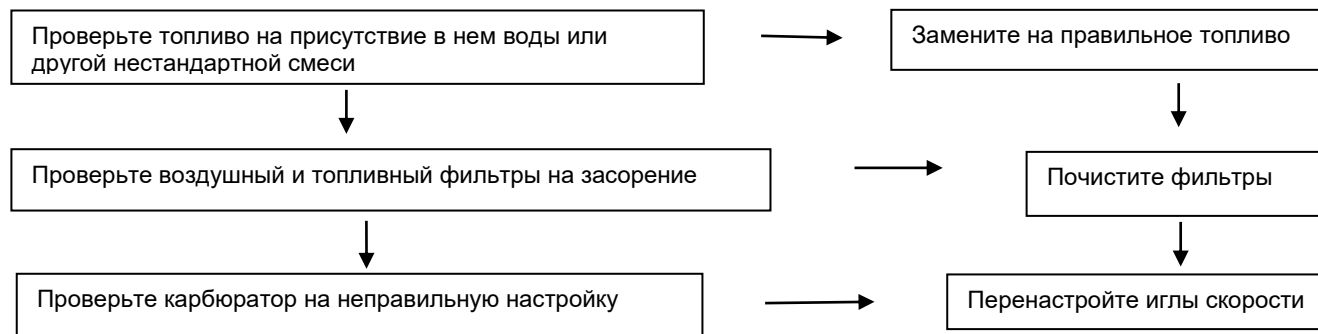 Проверьте топливо на присутствие в нем воды или
другой нестандартной смеси
Замените на правильное топливо
Проверьте воздушный и топливный фильтры на засорение
Почистите фильтры
Проверьте карбюратор на неправильную настройку
Перенастройте иглы скорости